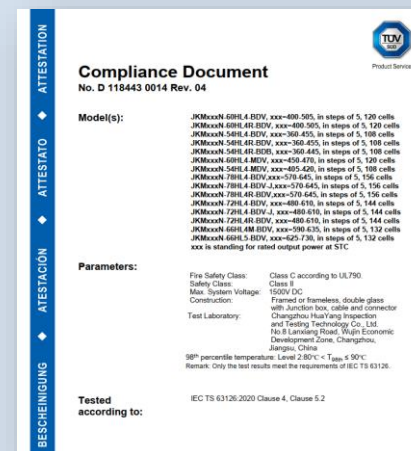 BESCHEINIGUNG ◆ ATESTACIÓN ◆ ATTESTATO ◆ ATTESTATION
TÜV
SÜD
Product Service
Compliance Document
No. D 118443 0014 Rev. 04
Model(s):
JKMxxxN-60HL4-BDV, xxx=400-505, in steps of 5, 120 cells
JKMxxxN-60HL4R-BDV, xxx=400-505, in steps of 5, 120 cells
JKMxxxN-54HL4-BDV, xxx=360-455, in steps of 5, 108 cells
JKMxxxN-54HL4R-BDV, xxx=360-455, in steps of 5, 108 cells
JKMxxxN-54HL4R-BDB, xxx=360-445, in steps of 5, 108 cells
JKMxxxN-60HL4-MDV, xxx=450-470, in steps of 5, 120 cells
JKMxxxN-54HL4-MDV, xxx=405-420, in steps of 5, 108 cells
JKMxxxN-78HL4-BDV,xxx=570-645, in steps of 5, 156 cells
JKMxxxN-78HL4-BDV-J,xxx=570-645, in steps of 5, 156 cells
JKMxxxN-78HL4R-BDV,xxx=570-645, in steps of 5, 156 cells
JKMxxxN-72HL4-BDV, xxx=480-610, in steps of 5, 144 cells
JKMxxxN-72HL4-BDV-J, xxx=480-610, in steps of 5, 144 cells
JKMxxxN-72HL4R-BDV, xxx=480-610, in steps of 5, 144 cells
JKMxxxN-66HL4M-BDV, xxx=590-635, in steps of 5, 132 cells
JKMxxxN-66HL5-BDV, xxx=625-730, in steps of 5, 132 cells
xxx is standing for rated output power at STC
Parameters:
Fire Safety Class: Class C according to UL790
Safety Class: Class II
Max. System Voltage: 1500V DC
Construction: Framed or frameless, double glass
with Junction box, cable and connector
Test Laboratory: Changzhou HuaYang Inspection
and Testing Technology Co., Ltd.
No.8 Lanxiang Road, Wujin Economic
Development Zone, Changzhou,
Jiangsu, China
98th percentile temperature: Level 2:80°C < T98th ≤ 90°C
Remark: Only the test results meet the requirements of IEC TS 63126.
Tested
according to:
IEC TS 63126:2020 Clause 4, Clause 5.2